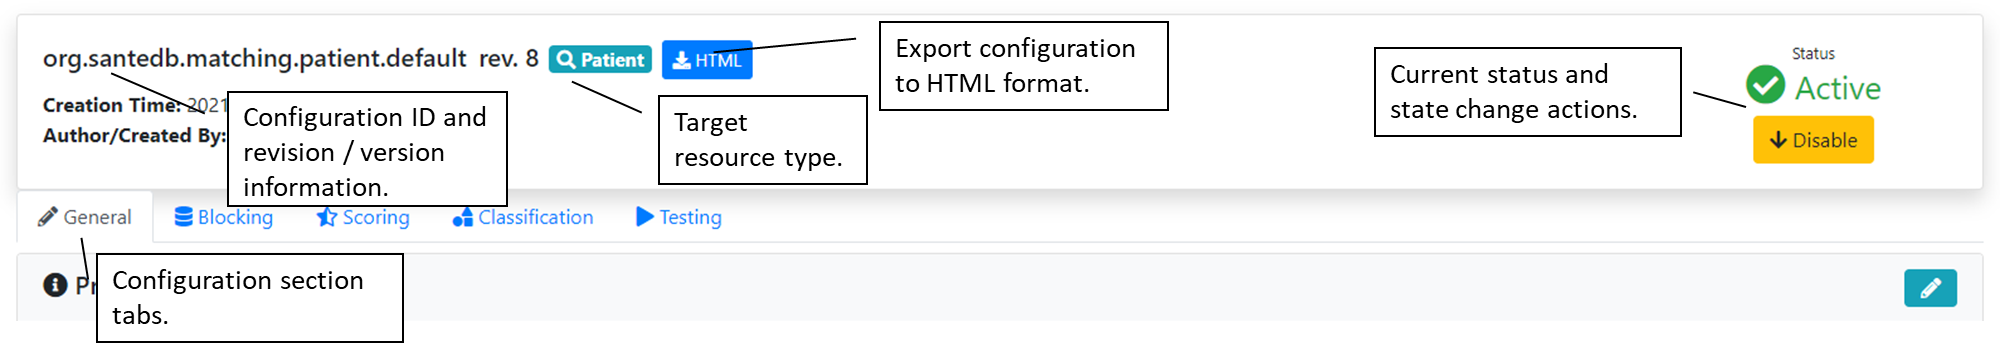 org.santedb.matching.patient.default rev. 8 Patient HTML
Creation Time: 2021
Author/Created By:
Configuration ID and
revision / version
information.
Target
resource type.
Export configuration
to HTML format.
Current status and
state change actions.
Status
Active
Disable
General Blocking Scoring Classification Testing
Configuration section
tabs.